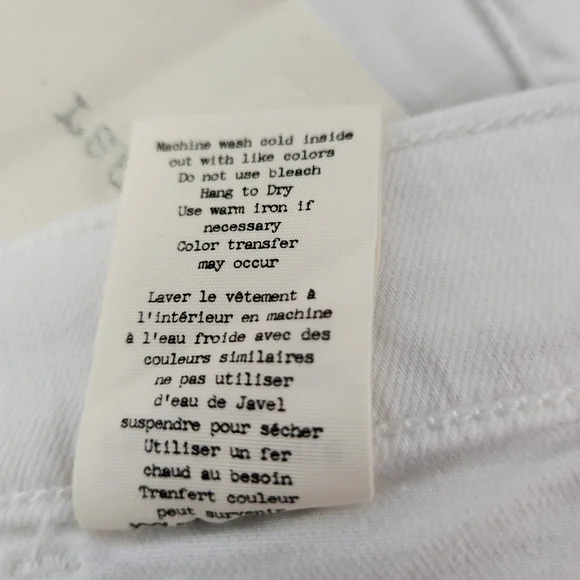 Machine wash cold inside
out with like colors
Do not use bleach
Hang to Dry
Use warm iron if
necessary
Color transfer
may occur
Laver le vêtement à
l'intérieur en machine
à l'eau froide avec des
couleurs similaires
ne pas utiliser
d'eau de Javel
suspendre pour sécher
Utiliser un fer
chaud au besoin
Tranfert couleur
peut survenir